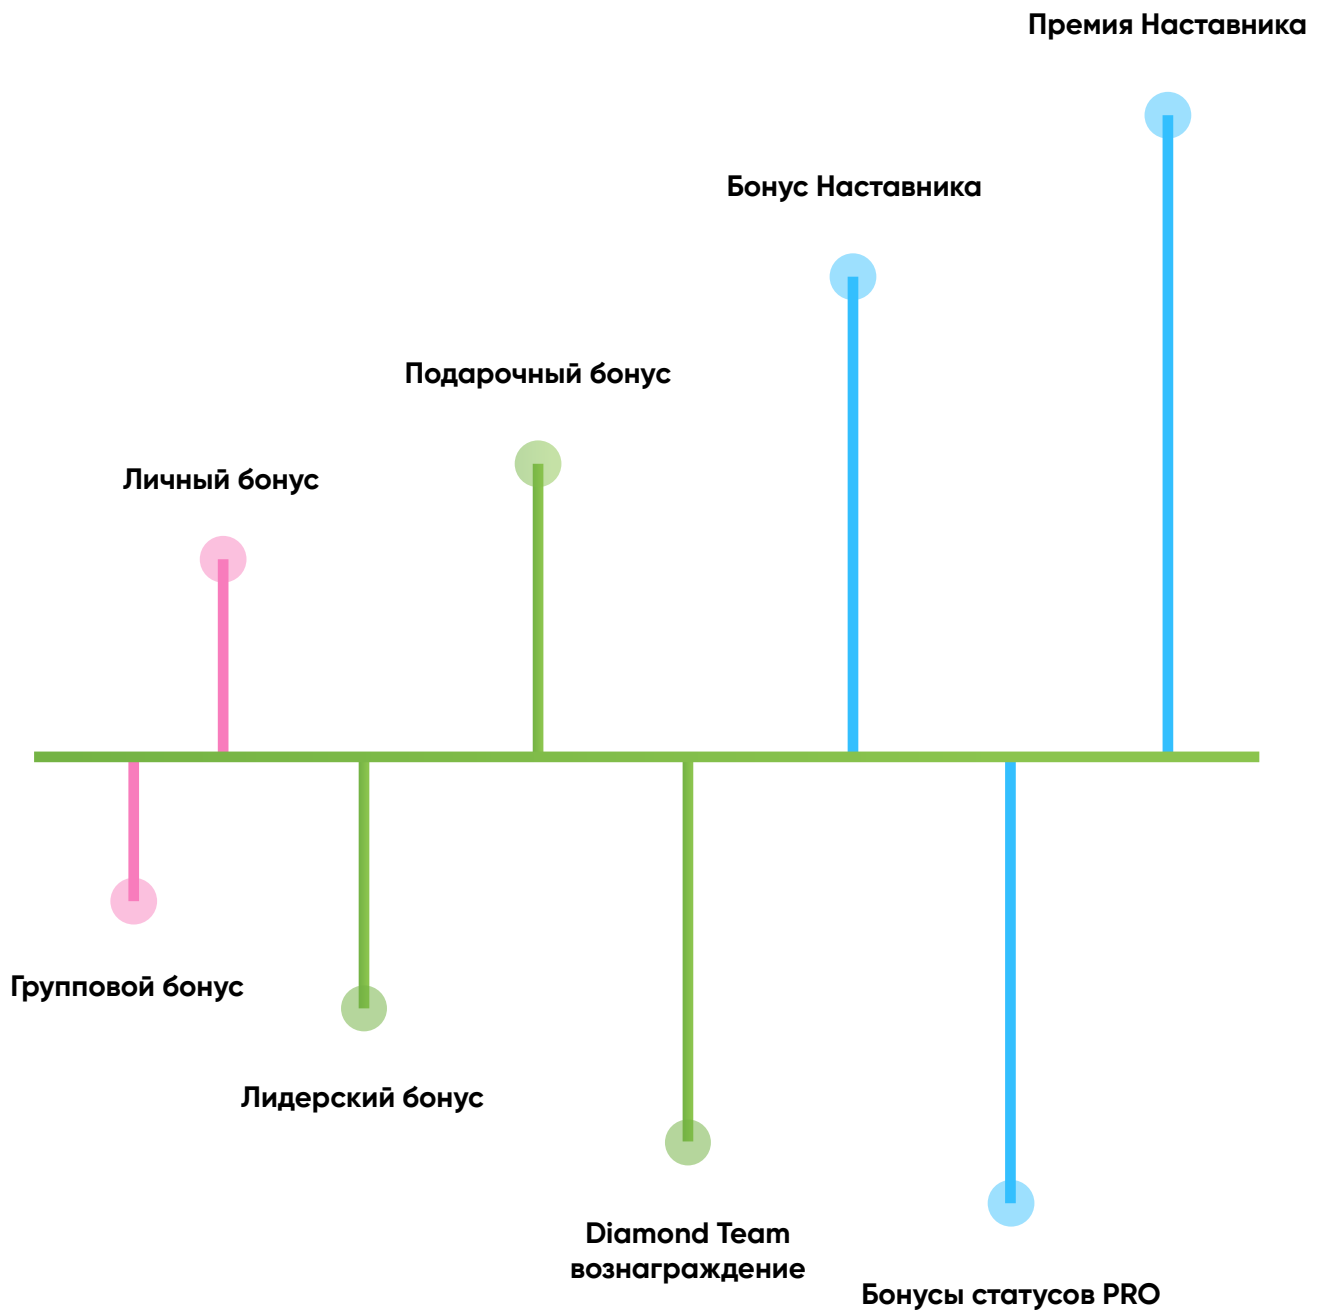 Премия Наставника
Бонус Наставника
Подарочный бонус
Личный бонус
Групповой бонус
Лидерский бонус
Diamond Team
вознаграждение
Бонусы статусов PRO